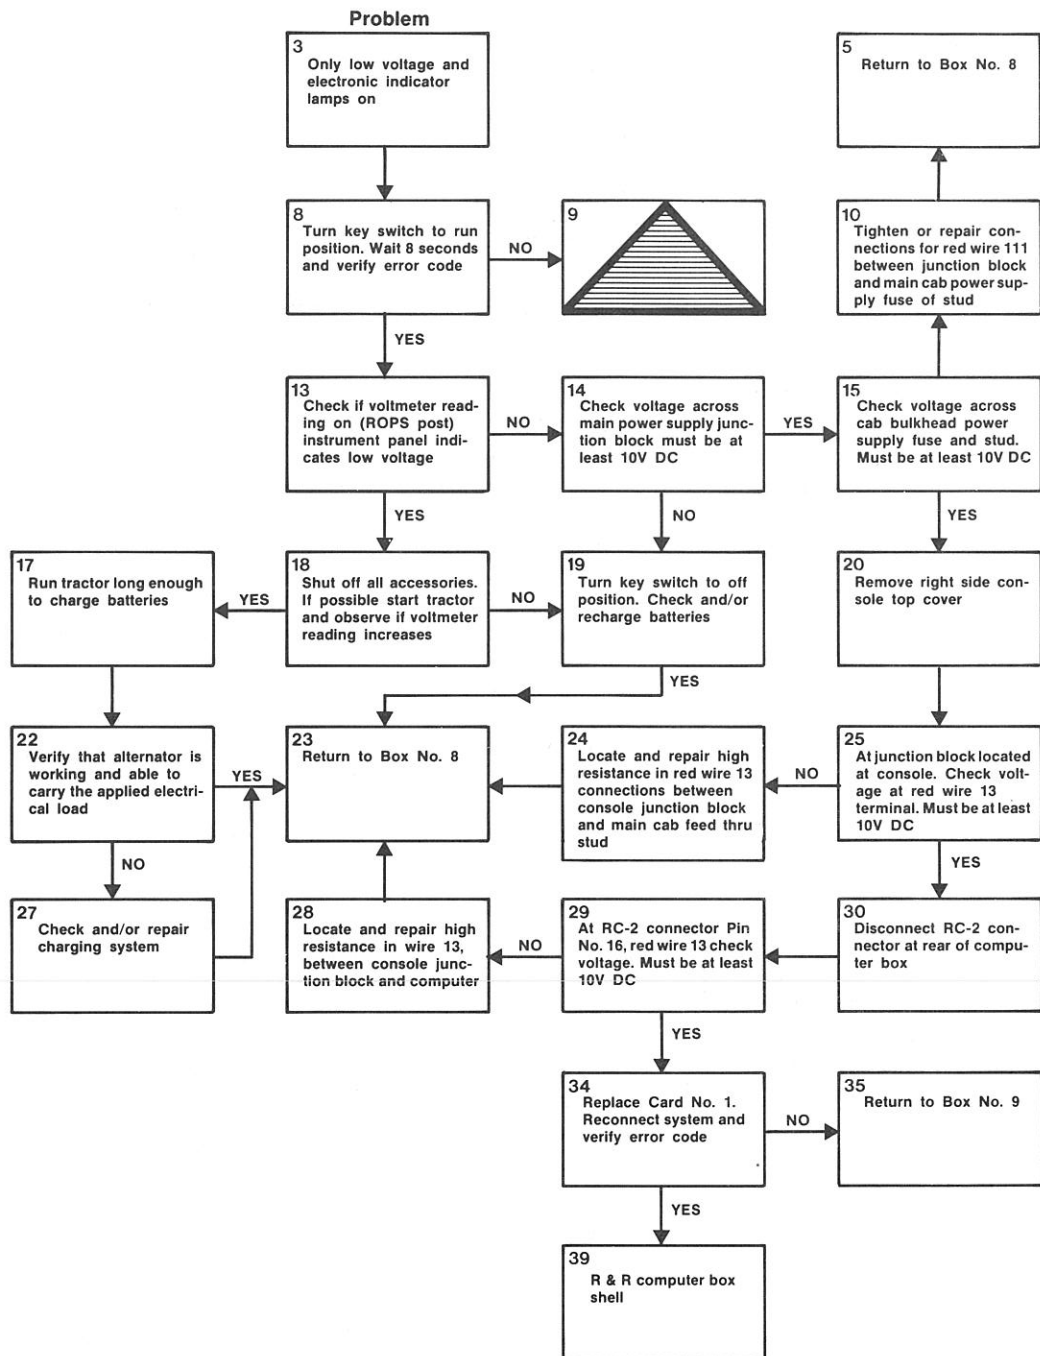 Problem
3
Only low voltage and
electronic indicator
lamps on
5
Return to Box No. 8
8
Turn key switch to run
position. Wait 8 seconds
and verify error code
NO
9
10
Tighten or repair con-
nections for red wire 111
between junction block
and main cab power sup-
ply fuse of stud
YES
13
Check if voltmeter read-
ing on (ROPS post)
instrument panel indi-
cates low voltage
NO
14
Check voltage across
main power supply junc-
tion block must be at
least 10V DC
YES
15
Check voltage across
cab bulkhead power
supply fuse and stud.
Must be at least 10V DC
YES
NO
YES
17
Run tractor long enough
to charge batteries
YES
18
Shut off all accessories.
If possible start tractor
and observe if voltmeter
reading increases
NO
19
Turn key switch to off
position. Check and/or
recharge batteries
20
Remove right side con-
sole top cover
YES
22
Verify that alternator is
working and able to
carry the applied electri-
cal load
YES
23
Return to Box No. 8
24
Locate and repair high
resistance in red wire 13
connections between
console junction block
and main cab feed thru
stud
NO
25
At junction block located
at console. Check volt-
age at red wire 13
terminal. Must be at least
10V DC
NO
YES
27
Check and/or repair
charging system
28
Locate and repair high
resistance in wire 13,
between console junc-
tion block and computer
NO
29
At RC-2 connector Pin
No. 16, red wire 13 check
voltage. Must be at least
10V DC
30
Disconnect RC-2 con-
nector at rear of compu-
ter box
YES
34
Replace Card No. 1.
Reconnect system and
verify error code
NO
35
Return to Box No. 9
YES
39
R & R computer box
shell